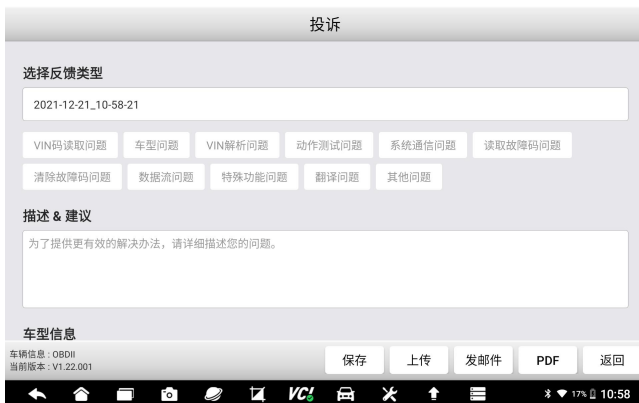 投诉
选择反馈类型
2021-12-21_10-58-21
VIN码读取问题 车型问题 VIN解析问题 动作测试问题 系统通信问题 读取故障码问题
清除故障码问题 数据流问题 特殊功能问题 翻译问题 其他问题
描述 & 建议
为了提供更有效的解决办法，请详细描述您的问题。
车型信息
车辆信息 : OBDII
当前版本 : V1.22.001
保存 上传 发邮件 PDF 返回
VC! 17% 10:58